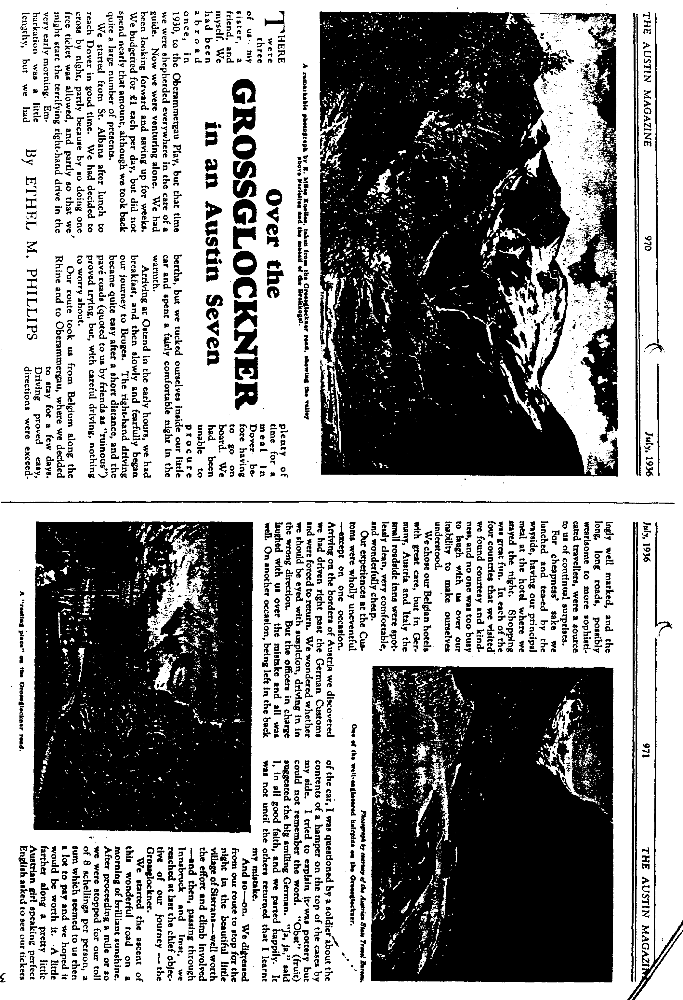 THE AUSTIN MAGAZINE 970 July, 1936
A remarkable photograph by R. Miles Knolles, taken from the Grossglockner road, showing the valley
above Ferleiten and the massif of the
Over the
GROSSGLOCKNER
in an Austin Seven
By ETHEL M. PHILLIPS
THERE
were
three
of us—my
sister, a
friend, and
myself. We
had been
abroad
once, in
1930, to the Oberammergau Play, but that time
we were shepherded everywhere in the care of a
guide. Now we were venturing alone. We had
been looking forward and saving up for weeks.
We budgetted for £1 each per day, but did not
spend nearly that amount, although we took back
quite a large number of presents.
We started from St. Albans after lunch to
reach Dover in good time. We had decided to
cross by night, partly because by so doing one
free ticket was allowed, and partly so that we
might start the terrifying right-hand drive in the
very early morning. Em-
barkation was a little
lengthy, but we had
plenty of
time for a
meal in
Dover be-
fore having
to go on
board. We
had been
unable to
procure
berths, but we tucked ourselves inside our little
car and spent a fairly comfortable night in the
warmth.
Arriving at Ostend in the early hours, we had
breakfast, and then slowly and fearfully began
our journey to Bruges. The right-hand driving
became quite easy after a short distance, and the
pavé roads (quoted to us by friends as "ruinous")
proved trying, but, with careful driving, nothing
to worry about.
Our route took us from Belgium along the
Rhine and to Oberammergau, where we decided
to stay for a few days.
Driving proved easy,
directions were exceed-
July, 1936 971 THE AUSTIN MAGAZINE
ingly well marked, and the
long, long roads, possibly
wearisome to more sophisti-
cated travellers, were a source
to us of continual surprises.
For cheapness' sake we
lunched and tea-ed by the
wayside, having our principal
meal at the hotel where we
stayed the night. Shopping
was great fun. In each of the
four countries that we visited
we found courtesy and kind-
ness, and no one was too busy
to laugh with us over our
inability to make ourselves
understood.
We chose our Belgian hotels
with great care, but in Ger-
many, Austria and Italy the
small roadside inns were spot-
lessly clean, very comfortable,
and wonderfully cheap.
Our experiences at the Cus-
toms were wholly uneventful
—except on one occasion.
Arriving on the borders of Austria we discovered
we had driven right past the German Customs
and were forced to return. We wondered whether
we should be eyed with suspicion, driving in in
the wrong direction. But the officers in charge
laughed with us over the mistake and all was
well. On another occasion, being left in the back
Photograph by courtesy of the Austrian State Travel Bureau.
One of the well-engineered hairpins on the Grossglockner.
of the car, I was questioned by a soldier about the
contents of a hamper on the top of the cases by
my side. I tried to explain it was pottery but
could not remember the word. "Obst" (fruit)
suggested the big smiling German. "Ja, ja," said
I, in all good faith, and we parted happily. It
was not until the others returned that I learnt
my mistake.
And so—on. We digressed
from our route to stop for the
night in the beautiful little
village of Sistrans—well worth
the effort and climb involved
—and then, passing through
Innsbruck and Imst, we
reached at last the chief objec-
tive of our journey — the
Grossglockner.
We started the ascent of
this wonderful road on a
morning of brilliant sunshine.
After proceeding a mile or so
we were stopped for our toll
of 8 schellings per person, a
sum which seemed to us then
a lot to pay and we hoped it
would be worth it. A little
farther along a pretty little
Austrian girl speaking perfect
English asked to see our tickets
A "resting place" on the Grossglockner road.